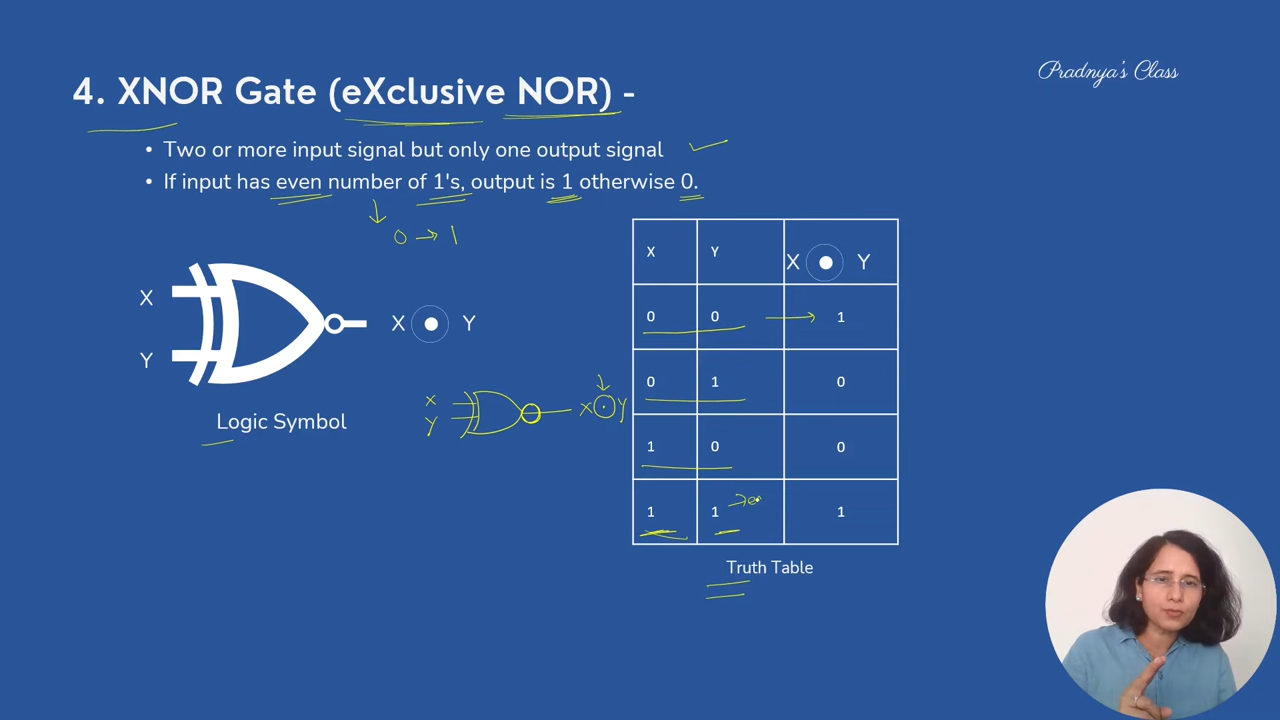 Pradnya's Class
4. XNOR Gate (eXclusive NOR) -
• Two or more input signal but only one output signal
• If input has even number of 1's, output is 1 otherwise 0.
0 → 1
X
Y
X ⊙ Y
Logic Symbol
X
Y
X ⊙ Y
X Y X ⊙ Y
0 0 → 1
0 1 0
1 0 0
1 1 → 1
Truth Table